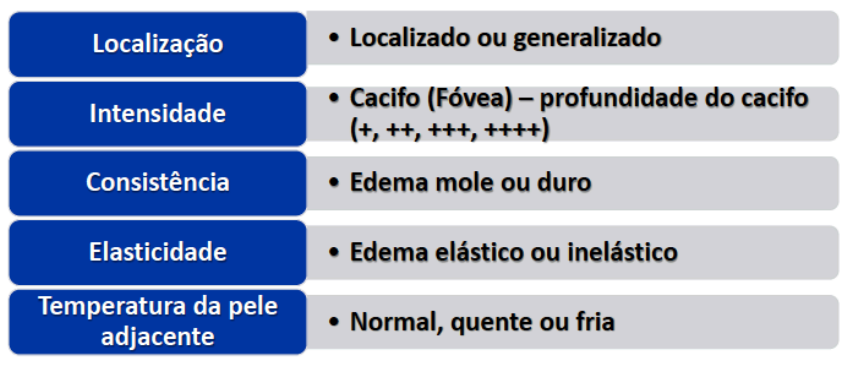 Localização
• Localizado ou generalizado
Intensidade
• Cacifo (Fóvea) – profundidade do cacifo
(+, ++, +++, ++++)
Consistência
• Edema mole ou duro
Elasticidade
• Edema elástico ou inelástico
Temperatura da pele
adjacente
• Normal, quente ou fria